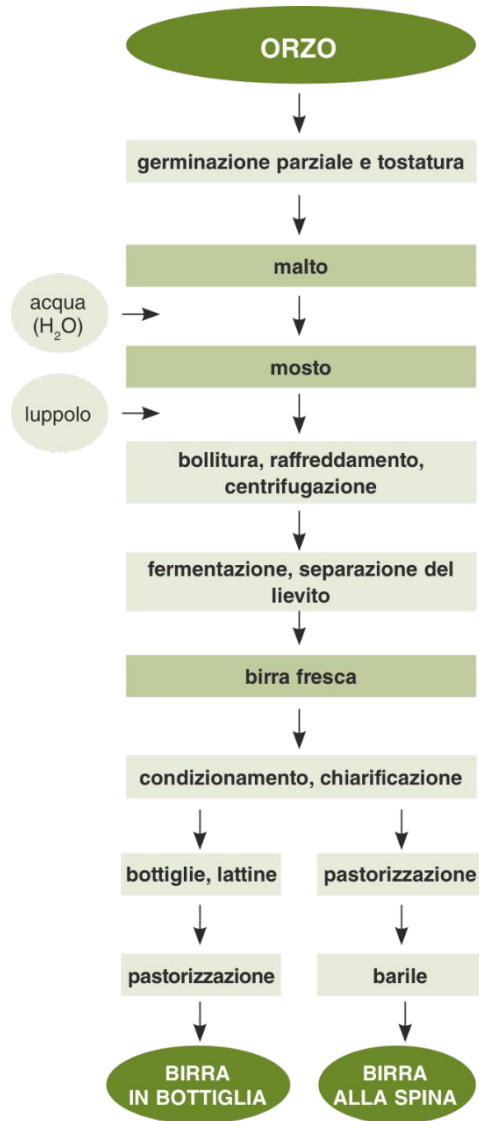 ORZO
germinazione parziale e tostatura
malto
acqua
(H₂O)
mosto
luppolo
bollitura, raffreddamento,
centrifugazione
fermentazione, separazione del
lievito
birra fresca
condizionamento, chiarificazione
bottiglie, lattine
pastorizzazione
pastorizzazione
barile
BIRRA
IN BOTTIGLIA
BIRRA
ALLA SPINA